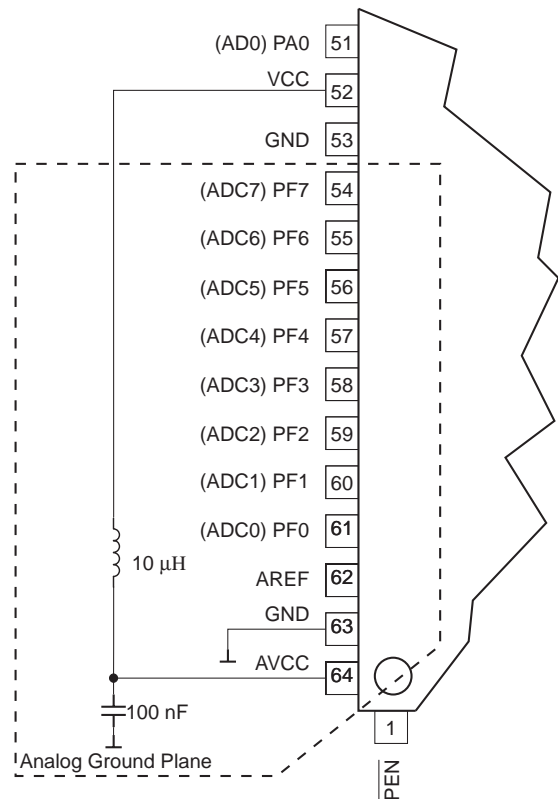 (AD0) PA0 51
VCC 52
GND 53
(ADC7) PF7 54
(ADC6) PF6 55
(ADC5) PF5 56
(ADC4) PF4 57
(ADC3) PF3 58
(ADC2) PF2 59
(ADC1) PF1 60
(ADC0) PF0 61
10 μH
AREF 62
GND 63
AVCC 64
100 nF
1
Analog Ground Plane
PEN